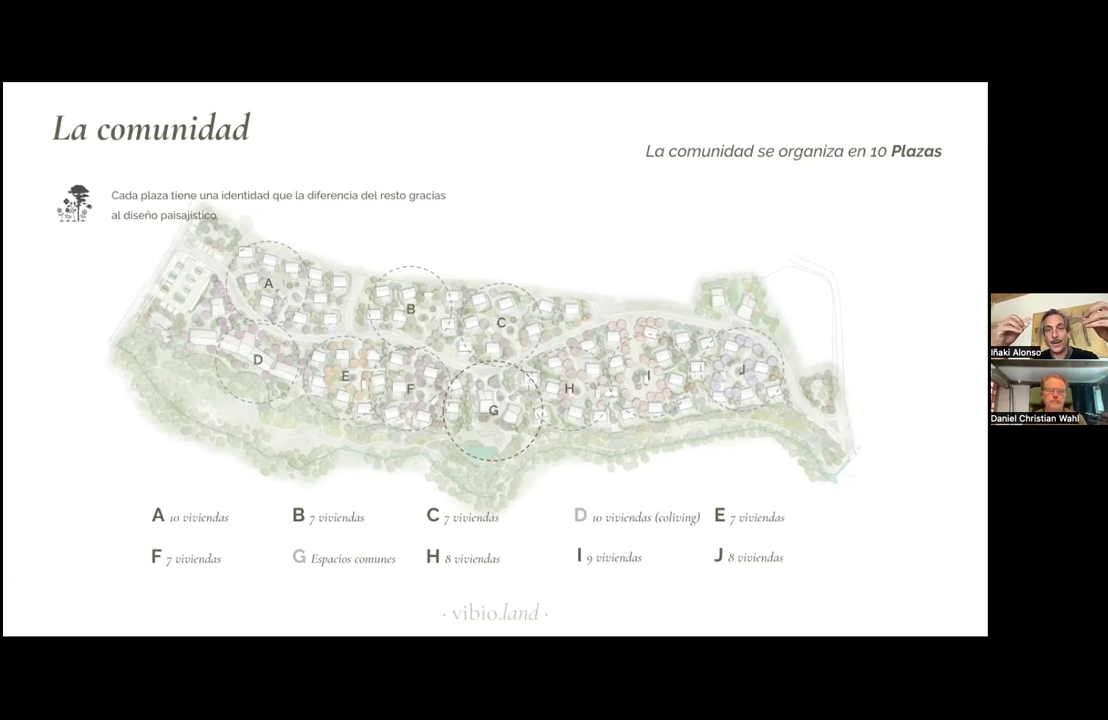 La comunidad
La comunidad se organiza en 10 Plazas
Cada plaza tiene una identidad que la diferencia del resto gracias
al diseño paisajístico.
A
B
C
D
E
F
G
H
I
J
A 10 viviendas
B 7 viviendas
C 7 viviendas
D 10 viviendas (coliving)
E 7 viviendas
F 7 viviendas
G Espacios comunes
H 8 viviendas
I 9 viviendas
J 8 viviendas
· vibio.land ·
Iñaki Alonso
Daniel Christian Wahl